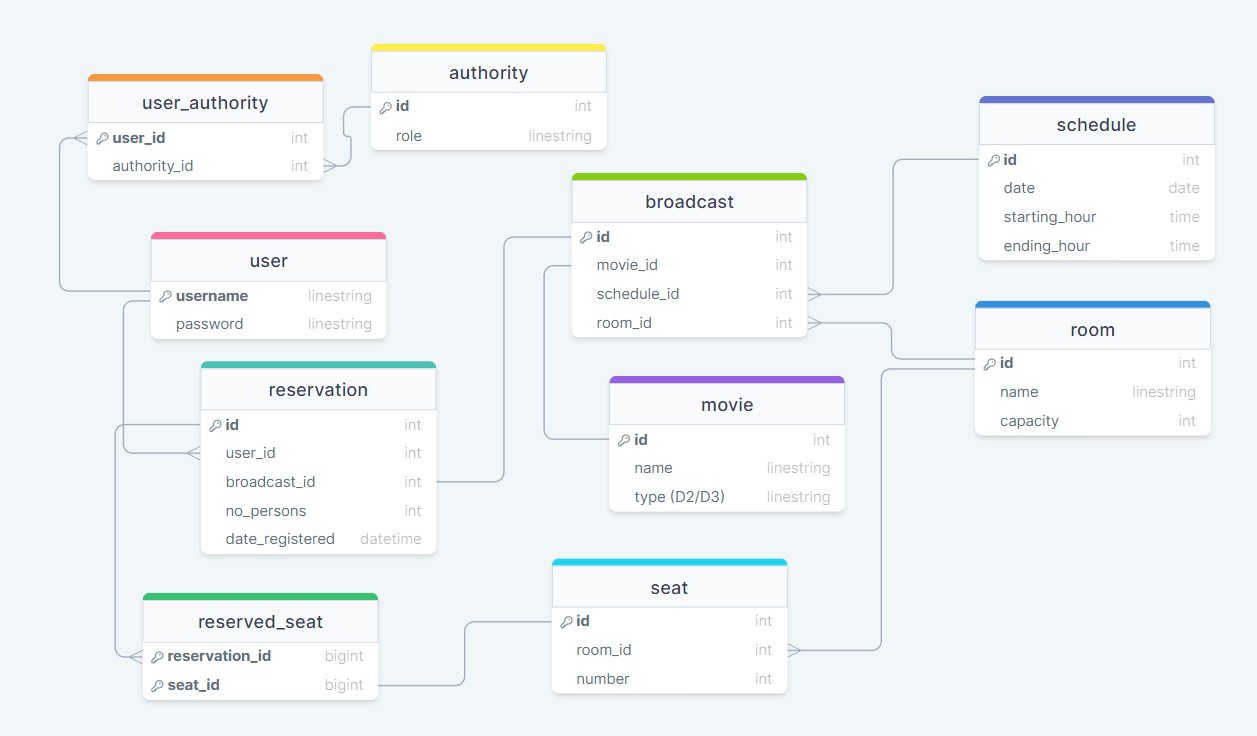 authority
id int
role linestring
user_authority
user_id int
authority_id int
schedule
id int
date date
starting_hour time
ending_hour time
broadcast
id int
movie_id int
schedule_id int
room_id int
user
username linestring
password linestring
room
id int
name linestring
capacity int
reservation
id int
user_id int
broadcast_id int
no_persons int
date_registered datetime
movie
id int
name linestring
type (D2/D3) linestring
seat
id int
room_id int
number int
reserved_seat
reservation_id bigint
seat_id bigint